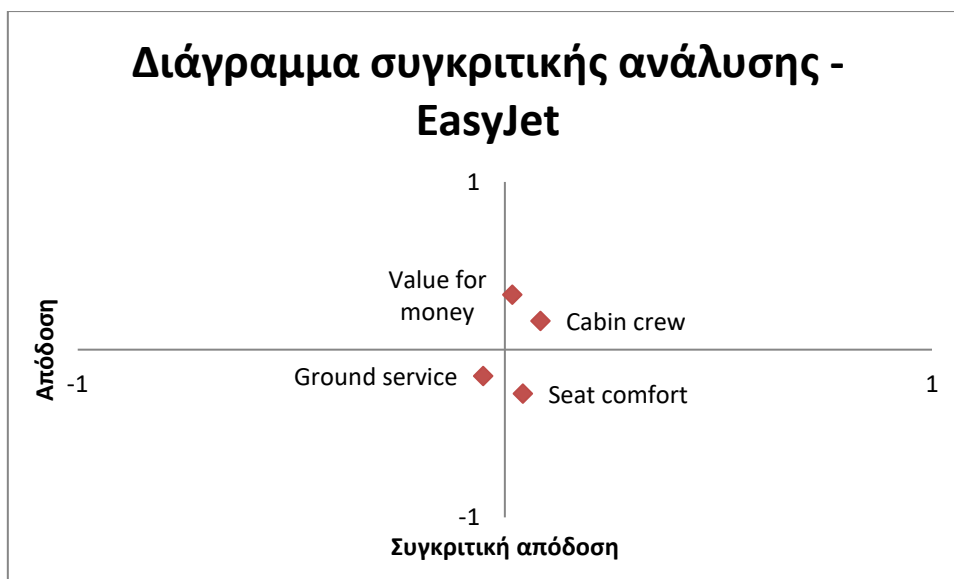 Διάγραμμα συγκριτικής ανάλυσης -
EasyJet
1
Value for
money
Cabin crew
Απόδοση
-1
1
Ground service
Seat comfort
-1
Συγκριτική απόδοση